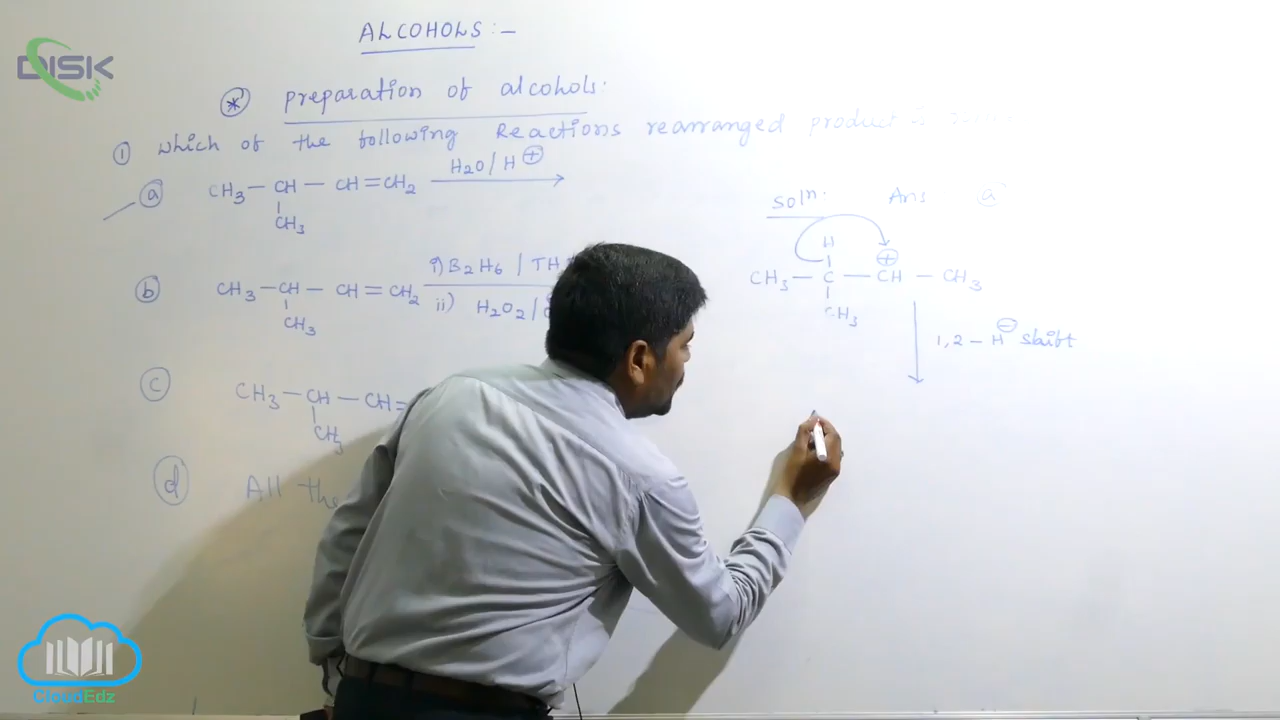 DISK
ALCOHOLS:-
* preparation of alcohols:
① which of the following Reactions rearranged product is
ⓐ CH3 — CH — CH=CH2 H2O/H⊕
CH3
ⓑ CH3 — CH — CH=CH2 i) B2H6 / TH
ii) H2O2/
CH3
ⓒ CH3 — CH — CH=
CH3
ⓓ All the
Soln: Ans ⓐ
H ⊕
CH3 — C — CH — CH3
CH3
1,2 – H⊖ shift
CloudEdz